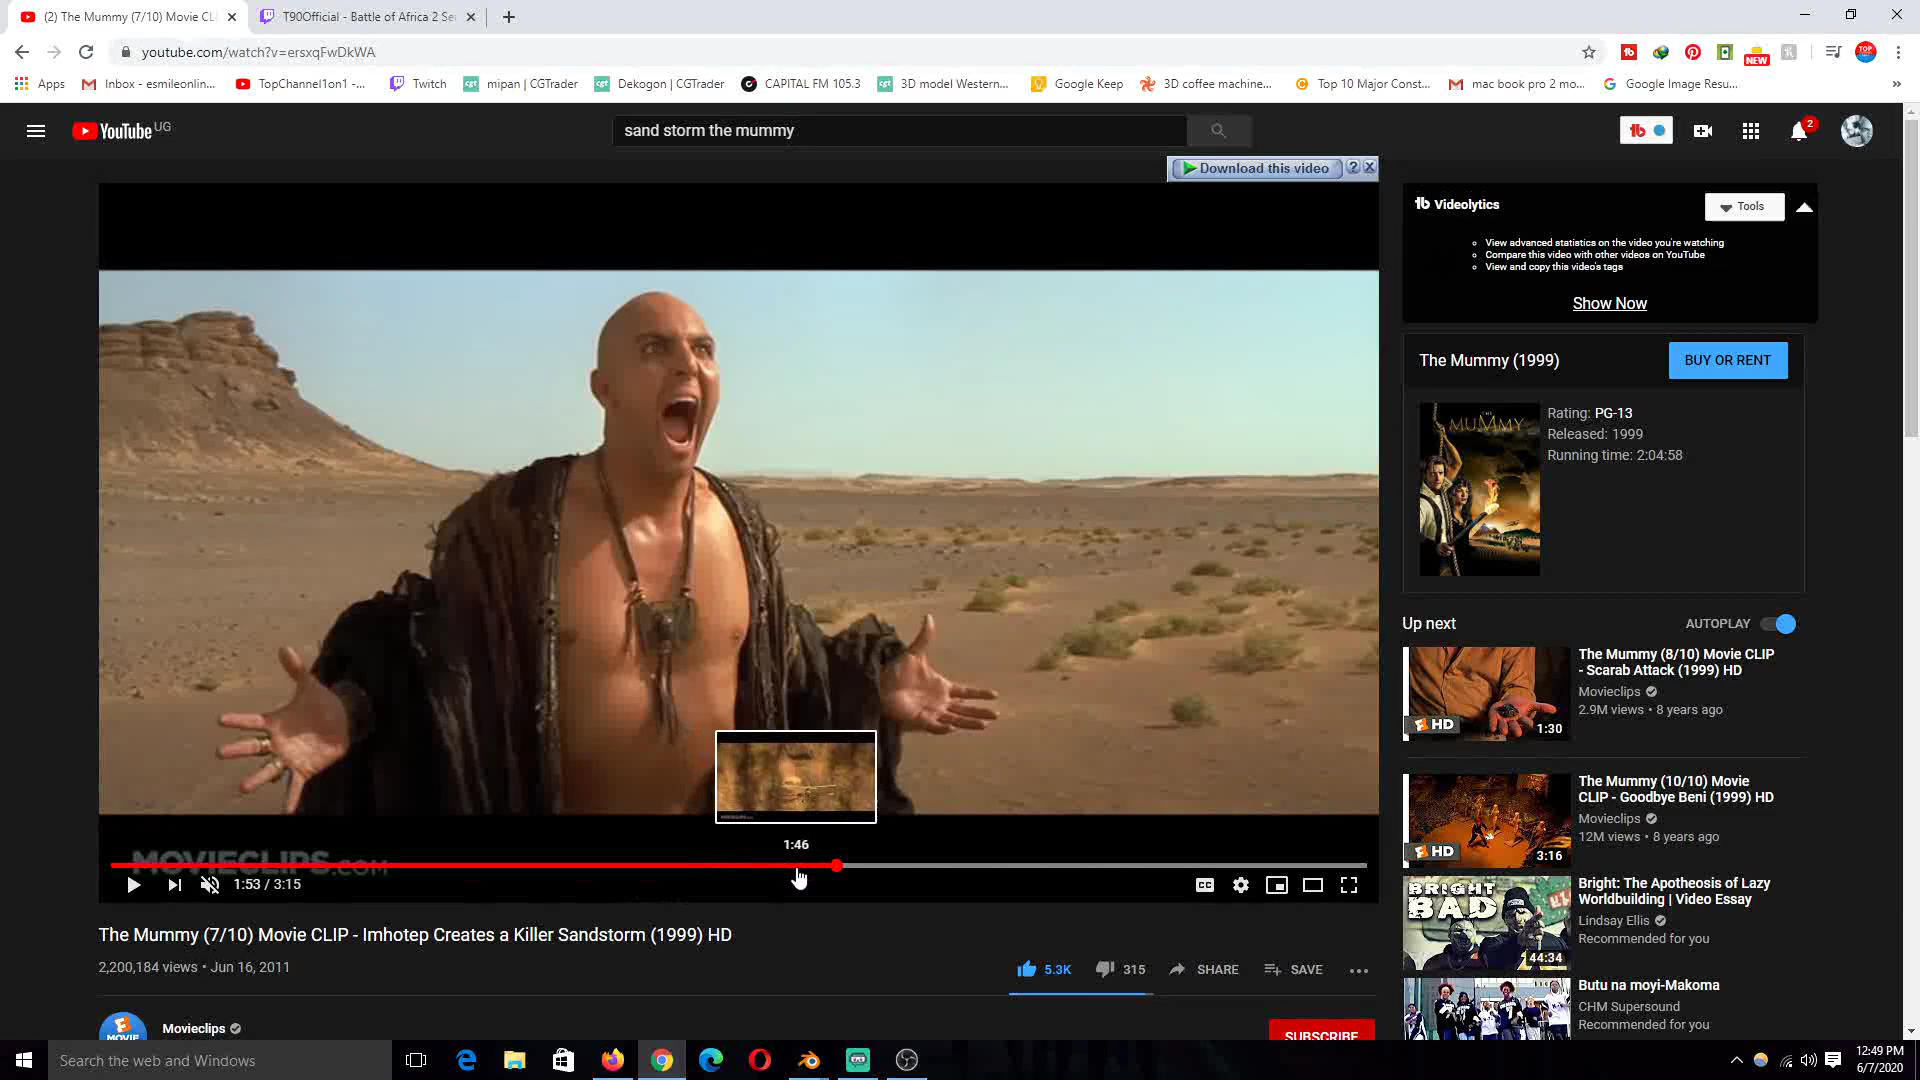 (2) The Mummy (7/10) Movie CL
T90Official - Battle of Africa 2 Se
youtube.com/watch?v=ersxqFwDkWA
NEW
Apps
Inbox - esmileonlin...
TopChannel1on1 -...
Twitch
mipan | CGTrader
Dekogon | CGTrader
CAPITAL FM 105.3
3D model Western...
Google Keep
3D coffee machine...
Top 10 Major Const...
mac book pro 2 mo...
Google Image Resu...
YouTube UG
sand storm the mummy
2
Download this video
Videolytics
Tools
View advanced statistics on the video you're watching
Compare this video with other videos on YouTube
View and copy this video's tags
Show Now
The Mummy (1999)
BUY OR RENT
THE MUMMY
Rating: PG-13
Released: 1999
Running time: 2:04:58
Up next
AUTOPLAY
The Mummy (8/10) Movie CLIP
- Scarab Attack (1999) HD
Movieclips
2.9M views • 8 years ago
HD
1:30
The Mummy (10/10) Movie
CLIP - Goodbye Beni (1999) HD
Movieclips
12M views • 8 years ago
HD
3:16
Bright: The Apotheosis of Lazy
Worldbuilding | Video Essay
Lindsay Ellis
Recommended for you
BRIGHT
BAD
44:34
Butu na moyi-Makoma
CHM Supersound
Recommended for you
1:46
MOVIECLIPS.COM
1:53 / 3:15
CC
The Mummy (7/10) Movie CLIP - Imhotep Creates a Killer Sandstorm (1999) HD
2,200,184 views • Jun 16, 2011
5.3K
315
SHARE
SAVE
MOVIE
Movieclips
SUBSCRIBE
Search the web and Windows
12:49 PM
6/7/2020